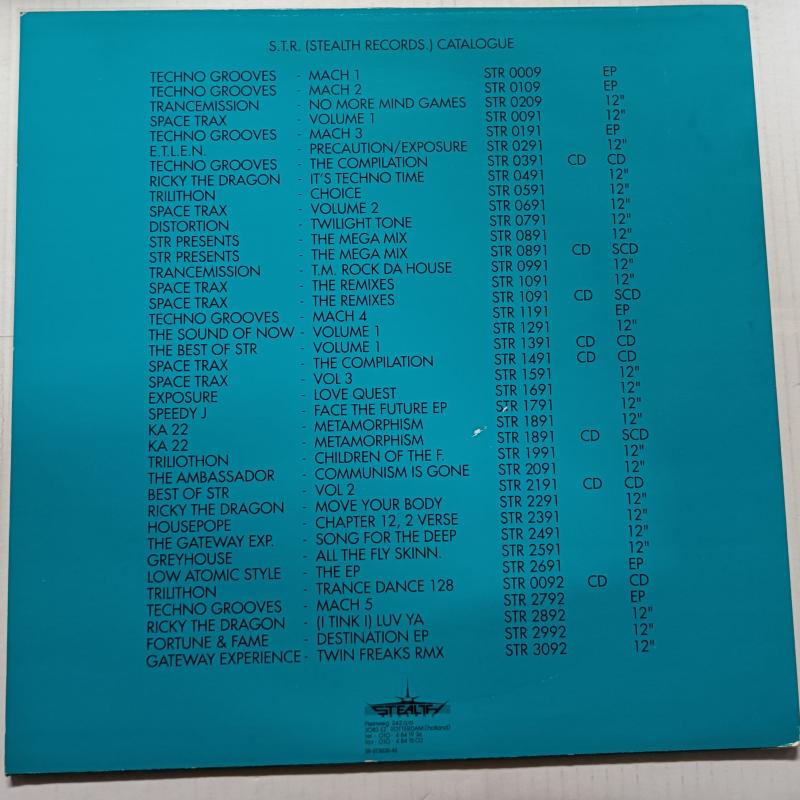 S.T.R. (STEALTH RECORDS.) CATALOGUE
TECHNO GROOVES - MACH 1 STR 0009 EP
TECHNO GROOVES - MACH 2 STR 0109 EP
TRANCEMISSION - NO MORE MIND GAMES STR 0209 12"
SPACE TRAX - VOLUME 1 STR 0091 12"
TECHNO GROOVES - MACH 3 STR 0191 EP
E.T.L.E.N. - PRECAUTION/EXPOSURE STR 0291 12"
TECHNO GROOVES - THE COMPILATION STR 0391 CD CD
RICKY THE DRAGON - IT'S TECHNO TIME STR 0491 12"
TRILITHON - CHOICE STR 0591 12"
SPACE TRAX - VOLUME 2 STR 0691 12"
DISTORTION - TWILIGHT TONE STR 0791 12"
STR PRESENTS - THE MEGA MIX STR 0891 12"
STR PRESENTS - THE MEGA MIX STR 0891 CD SCD
TRANCEMISSION - T.M. ROCK DA HOUSE STR 0991 12"
SPACE TRAX - THE REMIXES STR 1091 12"
SPACE TRAX - THE REMIXES STR 1091 CD SCD
TECHNO GROOVES - MACH 4 STR 1191 EP
THE SOUND OF NOW - VOLUME 1 STR 1291 12"
THE BEST OF STR - VOLUME 1 STR 1391 CD CD
SPACE TRAX - THE COMPILATION STR 1491 CD CD
SPACE TRAX - VOL 3 STR 1591 12"
EXPOSURE - LOVE QUEST STR 1691 12"
SPEEDY J - FACE THE FUTURE EP STR 1791 12"
KA 22 - METAMORPHISM STR 1891 12"
KA 22 - METAMORPHISM STR 1891 CD SCD
TRILIOTHON - CHILDREN OF THE F. STR 1991 12"
THE AMBASSADOR - COMMUNISM IS GONE STR 2091 12"
BEST OF STR - VOL 2 STR 2191 CD CD
RICKY THE DRAGON - MOVE YOUR BODY STR 2291 12"
HOUSEPOPE - CHAPTER 12, 2 VERSE STR 2391 12"
THE GATEWAY EXP. - SONG FOR THE DEEP STR 2491 12"
GREYHOUSE - ALL THE FLY SKINN. STR 2591 12"
LOW ATOMIC STYLE - THE EP STR 2691 EP
TRILITHON - TRANCE DANCE 128 STR 0092 CD CD
TECHNO GROOVES - MACH 5 STR 2792 EP
RICKY THE DRAGON - (I TINK I) LUV YA STR 2892 12"
FORTUNE & FAME - DESTINATION EP STR 2992 12"
GATEWAY EXPERIENCE - TWIN FREAKS RMX STR 3092 12"
STEALTH
ROTTERDAM (holland)